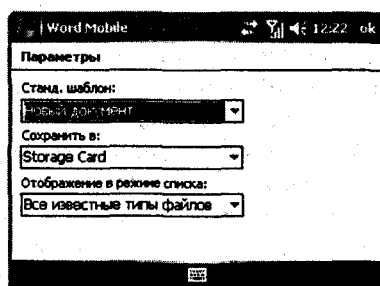 Word Mobile 12:22 ok
Параметры
Станд. шаблон:
Новый документ
Сохранить в:
Storage Card
Отображение в режиме списка:
Все известные типы файлов